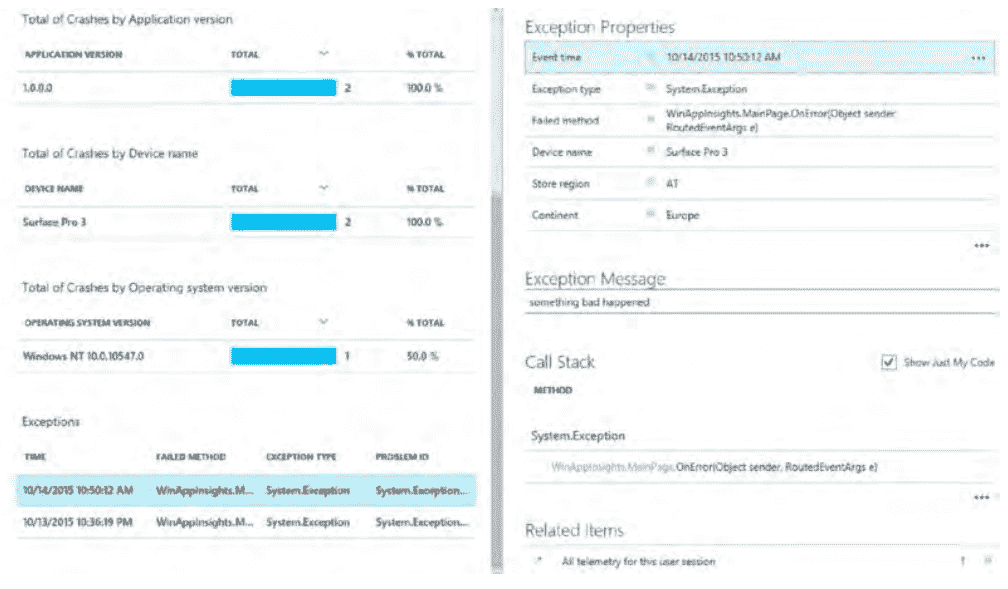 Total of Crashes by Application version
APPLICATION VERSION TOTAL % TOTAL
1.0.0.0 2 100.0 %
Total of Crashes by Device name
DEVICE NAME TOTAL % TOTAL
Surface Pro 3 2 100.0 %
Total of Crashes by Operating system version
OPERATING SYSTEM VERSION TOTAL % TOTAL
Windows NT 10.0.10547.0 1 50.0 %
Exceptions
TIME FAILED METHOD EXCEPTION TYPE PROBLEM ID
10/14/2015 10:50:12 AM WinAppInsights.M... System.Exception System.Exception...
10/13/2015 10:36:19 PM WinAppInsights.M... System.Exception System.Exception...
Exception Properties
Event time 10/14/2015 10:50:12 AM
Exception type System.Exception
Failed method WinAppInsights.MainPage.OnError(Object sender
RoutedEventArgs e)
Device name Surface Pro 3
Store region AT
Continent Europe
Exception Message
something bad happened
Call Stack Show Just My Code
METHOD
System.Exception
WinAppInsights.MainPage.OnError(Object sender, RoutedEventArgs e)
Related Items
All telemetry for this user session